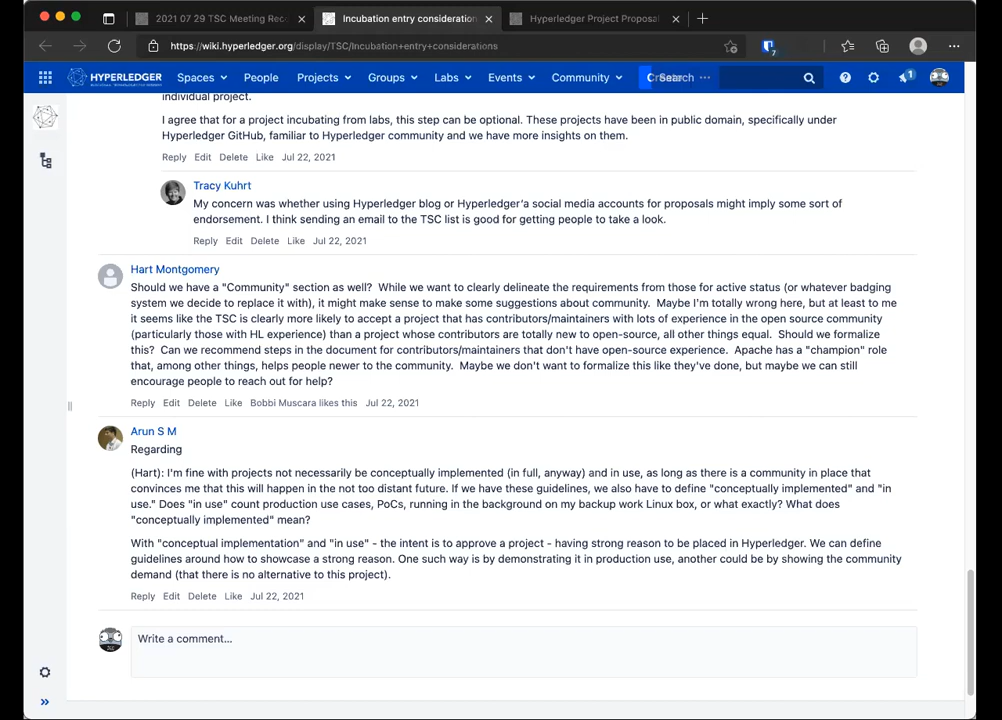 2021 07 29 TSC Meeting Rec
Incubation entry consideration
Hyperledger Project Proposal
https://wiki.hyperledger.org/display/TSC/Incubation+entry+considerations
7
HYPERLEDGER
Spaces People Projects Groups Labs Events Community Search
1
individual project.
I agree that for a project incubating from labs, this step can be optional. These projects have been in public domain, specifically under
Hyperledger GitHub, familiar to Hyperledger community and we have more insights on them.
Reply Edit Delete Like Jul 22, 2021
Tracy Kuhrt
My concern was whether using Hyperledger blog or Hyperledger'a social media accounts for proposals might imply some sort of
endorsement. I think sending an email to the TSC list is good for getting people to take a look.
Reply Edit Delete Like Jul 22, 2021
Hart Montgomery
Should we have a "Community" section as well? While we want to clearly delineate the requirements from those for active status (or whatever badging
system we decide to replace it with), it might make sense to make some suggestions about community. Maybe I'm totally wrong here, but at least to me
it seems like the TSC is clearly more likely to accept a project that has contributors/maintainers with lots of experience in the open source community
(particularly those with HL experience) than a project whose contributors are totally new to open-source, all other things equal. Should we formalize
this? Can we recommend steps in the document for contributors/maintainers that don't have open-source experience. Apache has a "champion" role
that, among other things, helps people newer to the community. Maybe we don't want to formalize this like they've done, but maybe we can still
encourage people to reach out for help?
Reply Edit Delete Like Bobbi Muscara likes this Jul 22, 2021
Arun S M
Regarding
(Hart): I'm fine with projects not necessarily be conceptually implemented (in full, anyway) and in use, as long as there is a community in place that
convinces me that this will happen in the not too distant future. If we have these guidelines, we also have to define "conceptually implemented" and "in
use." Does "in use" count production use cases, PoCs, running in the background on my backup work Linux box, or what exactly? What does
"conceptually implemented" mean?
With "conceptual implementation" and "in use" - the intent is to approve a project - having strong reason to be placed in Hyperledger. We can define
guidelines around how to showcase a strong reason. One such way is by demonstrating it in production use, another could be by showing the community
demand (that there is no alternative to this project).
Reply Edit Delete Like Jul 22, 2021
Write a comment…